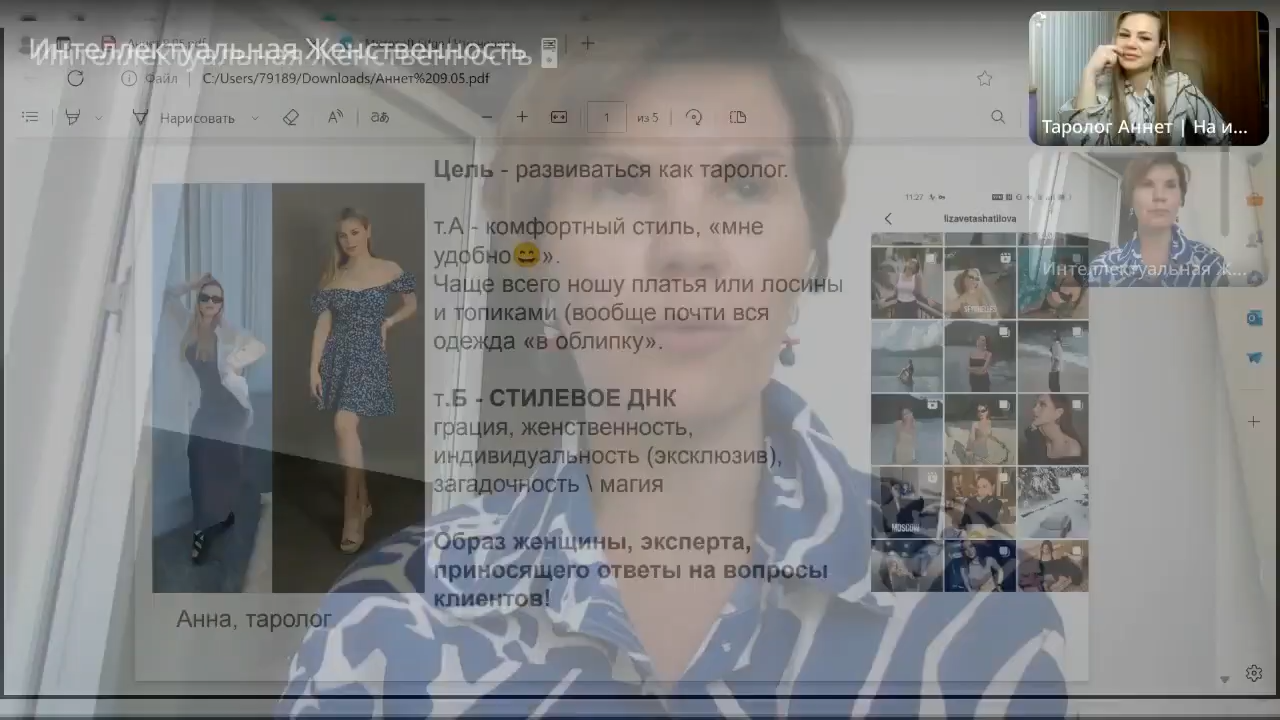 Интеллектуальная Женственность
Файл
C:/Users/79189/Downloads/Аннет%209.05.pdf
Нарисовать
1
из 5
Таролог Аннет | На и...
Интеллектуальная Ж...
Цель - развиваться как таролог.
т.А - комфортный стиль, «мне
удобно😄».
Чаще всего ношу платья или лосины
и топиками (вообще почти вся
одежда «в облипку».
т.Б - СТИЛЕВОЕ ДНК
грация, женственность,
индивидуальность (эксклюзив),
загадочность \ магия
Образ женщины, эксперта,
приносящего ответы на вопросы
клиентов!
Анна, таролог
11:27
lizavetashatilova
MOSCOW